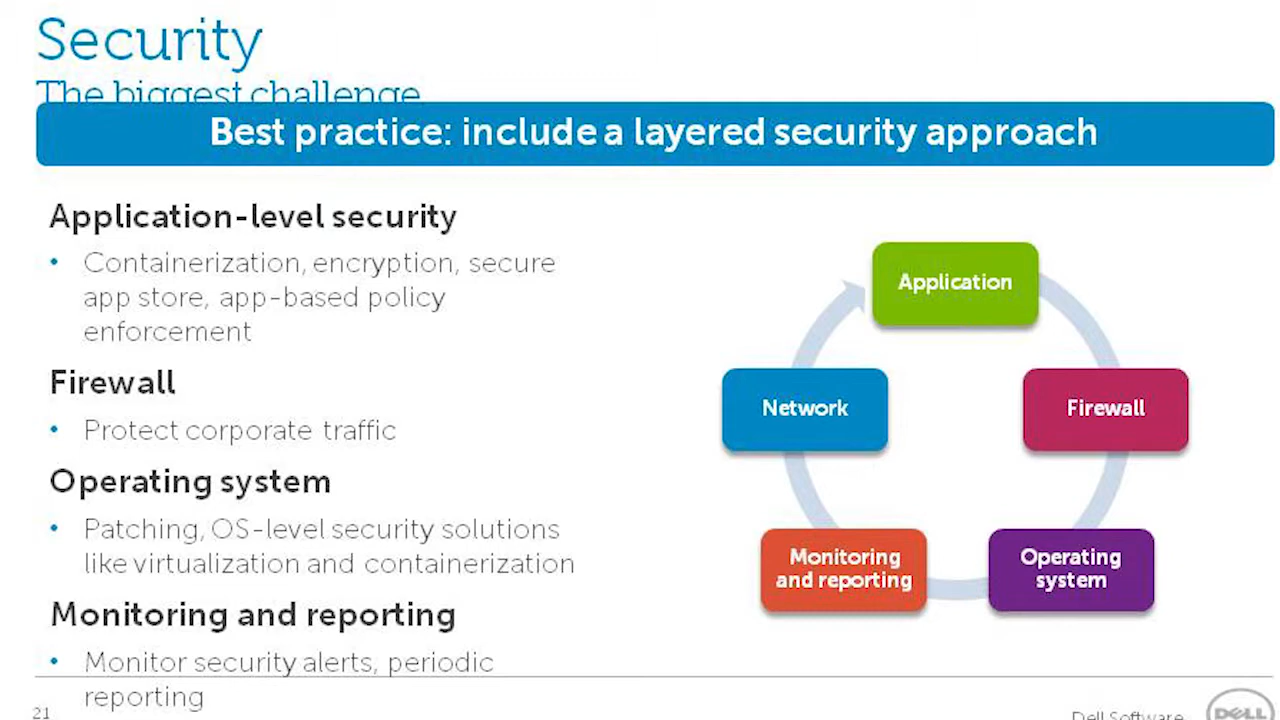 Security
The biggest challenge
Best practice: include a layered security approach
Application-level security
• Containerization, encryption, secure
app store, app-based policy
enforcement
Firewall
• Protect corporate traffic
Operating system
• Patching, OS-level security solutions
like virtualization and containerization
Monitoring and reporting
• Monitor security alerts, periodic
reporting
Application
Network
Firewall
Monitoring
and reporting
Operating
system
21
Dell Software
DELL